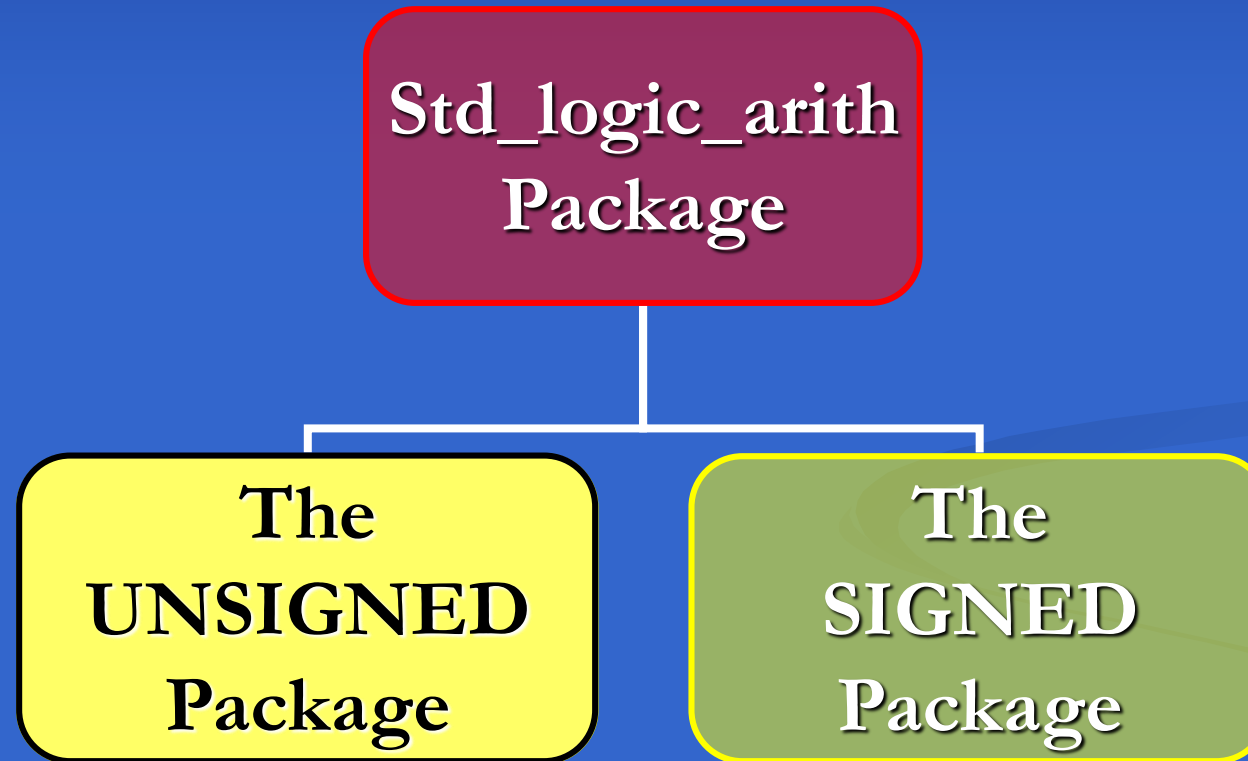 Std_logic_arith
Package
The
UNSIGNED
Package
The
SIGNED
Package